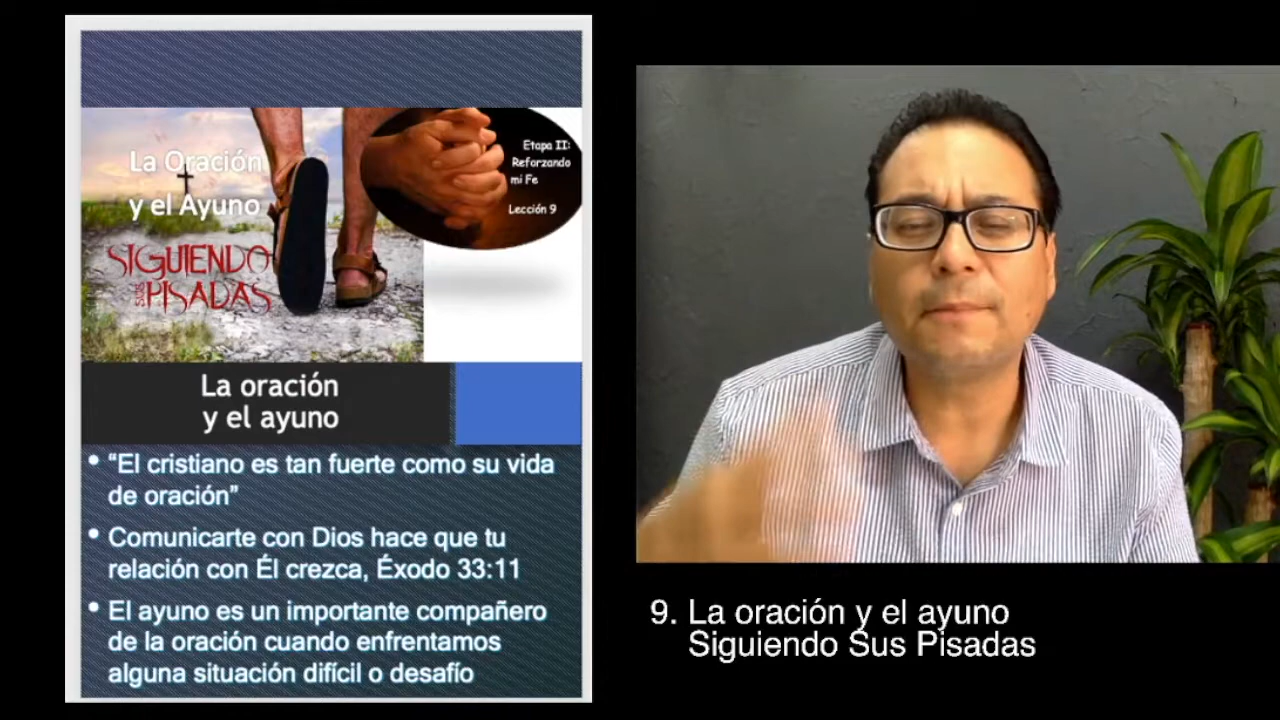 La Oración
y el Ayuno
SIGUIENDO
SUS PISADAS
Etapa II:
Reforzando
mi Fe
Lección 9
La oración
y el ayuno
• “El cristiano es tan fuerte como su vida
de oración”
• Comunicarte con Dios hace que tu
relación con Él crezca, Éxodo 33:11
• El ayuno es un importante compañero
de la oración cuando enfrentamos
alguna situación difícil o desafío
9. La oración y el ayuno
Siguiendo Sus Pisadas